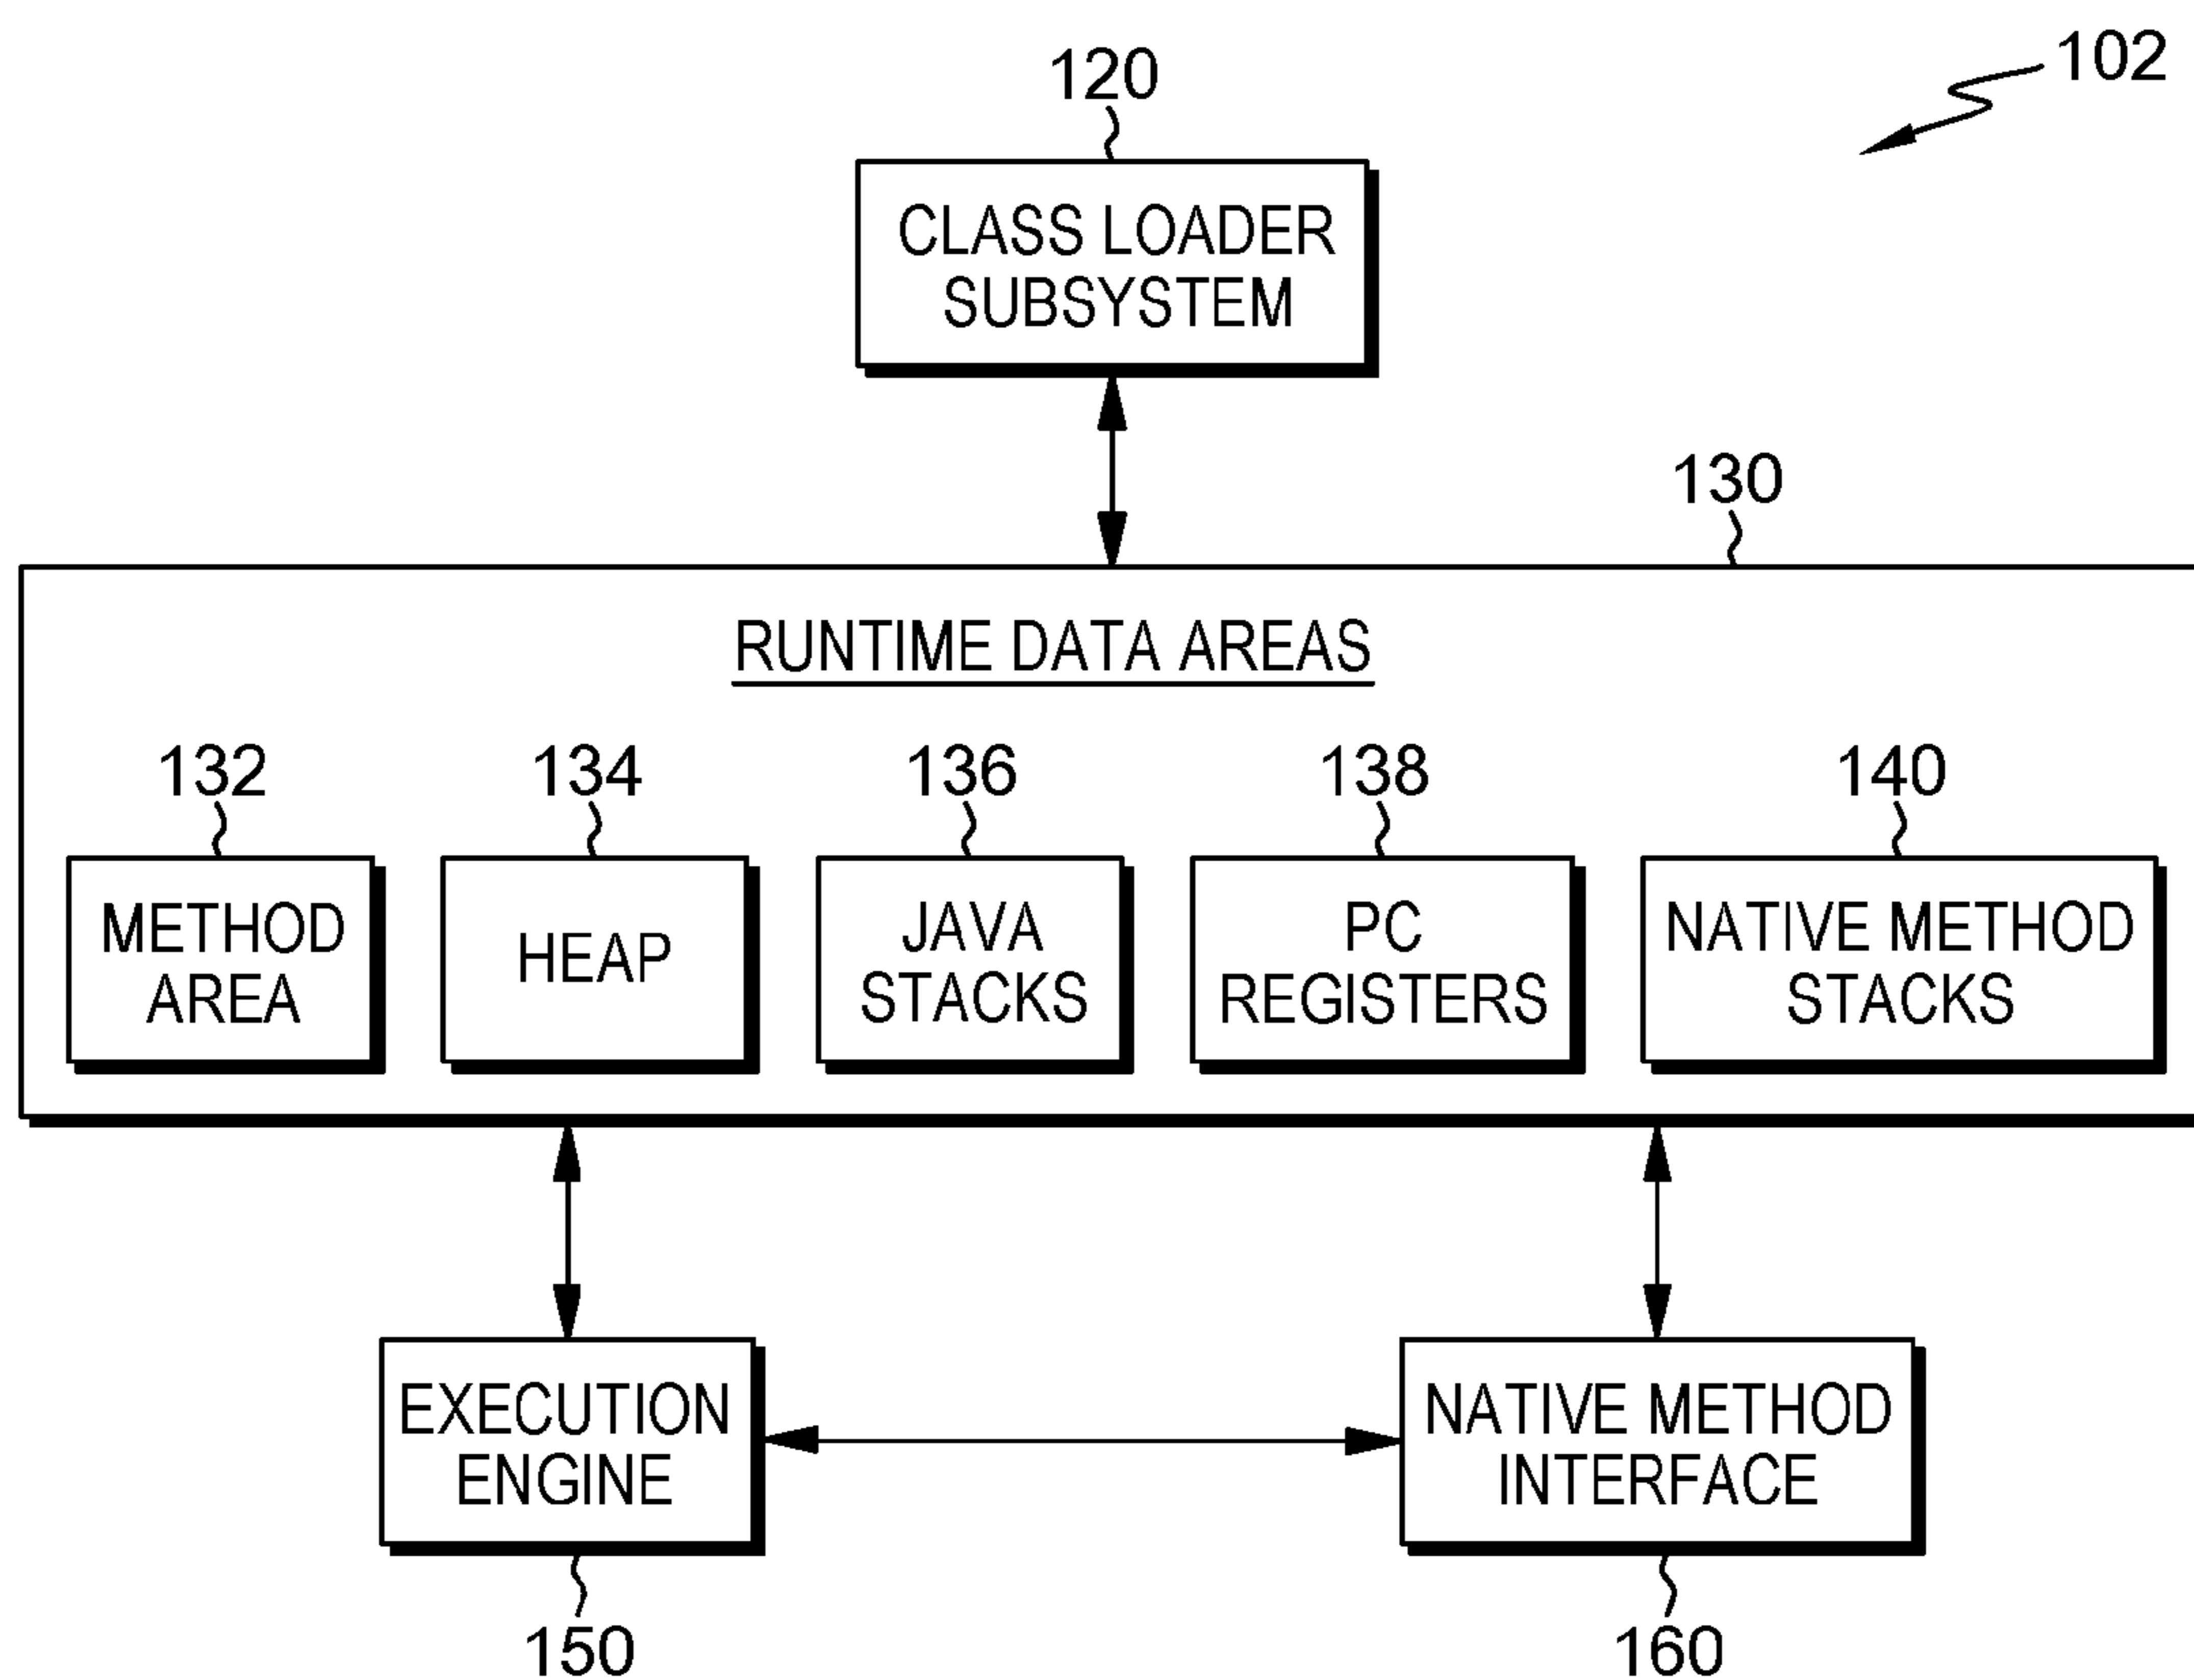 102
120
CLASS LOADER
SUBSYSTEM
130
RUNTIME DATA AREAS
132
134
136
138
140
METHOD
AREA
HEAP
JAVA
STACKS
PC
REGISTERS
NATIVE METHOD
STACKS
EXECUTION
ENGINE
NATIVE METHOD
INTERFACE
150
160